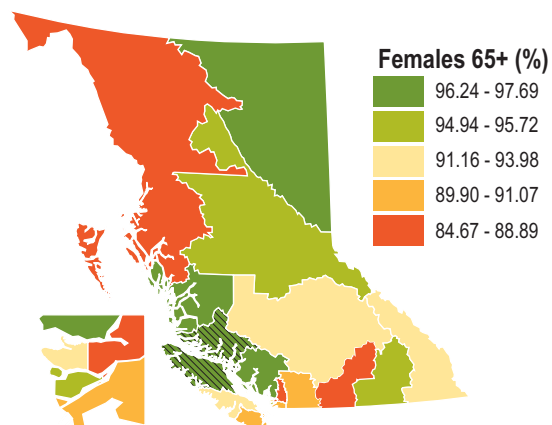 Females 65+ (%)
96.24 - 97.69
94.94 - 95.72
91.16 - 93.98
89.90 - 91.07
84.67 - 88.89